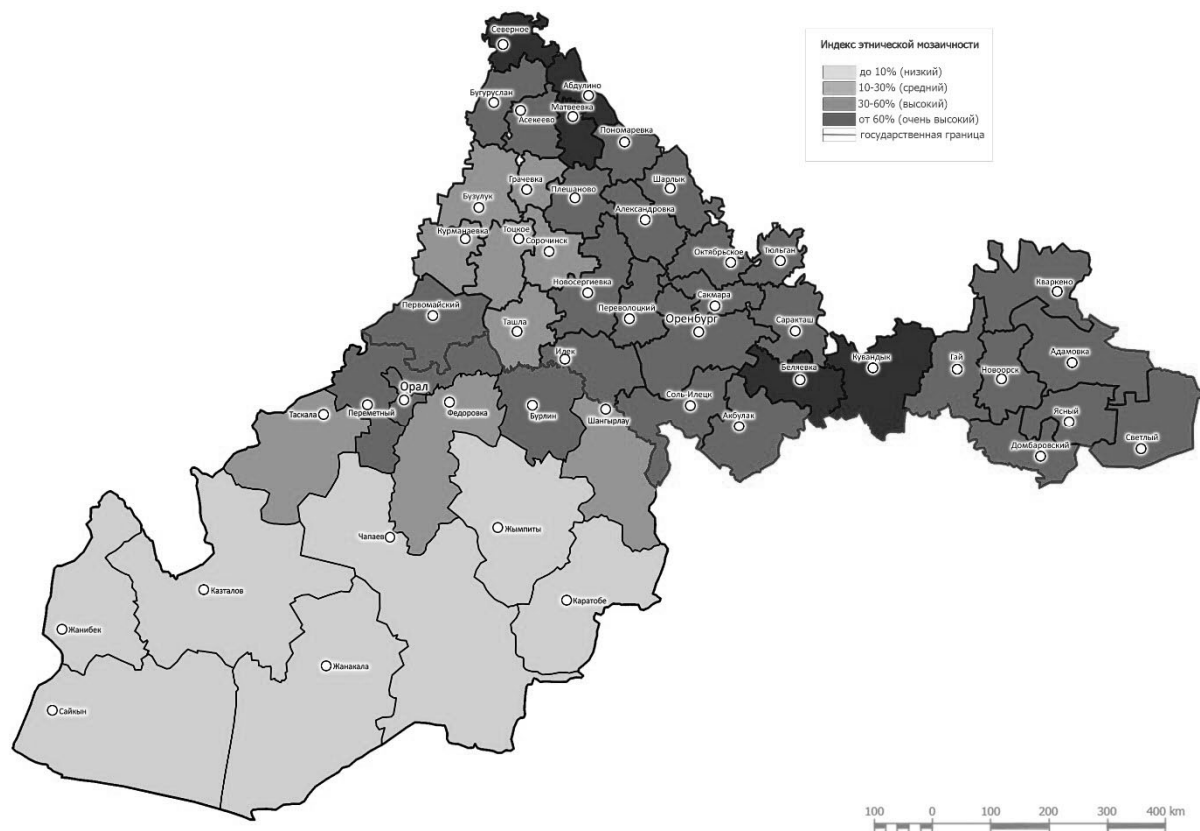 Северное
Индекс этнической мозаичности
до 10% (низкий)
10-30% (средний)
30-60% (высокий)
от 60% (очень высокий)
государственная граница
Абдулино
Бугуруслан
Матвеевка
Асекеево
Пономаревка
Грачевка
Шарлык
Бузулук
Плешаново
Александровка
Курманаевка
Тоцкое
Сорочинск
Октябрьское
Тюльган
Новосергиевка
Кваркено
Сакмара
Первомайский
Переволоцкий
Оренбург
Ташла
Саракташ
Илек
Кувандык
Гай
Адамовка
Беляевка
Новоорск
Орал
Соль-Илецк
Таскала
Переметный
Федоровка
Бурлин
Шангырлау
Акбулак
Ясный
Светлый
Домбаровский
Жымпиты
Чапаев
Казталов
Каратобе
Жанибек
Жанакала
Сайкын
100 0 100 200 300 400 km